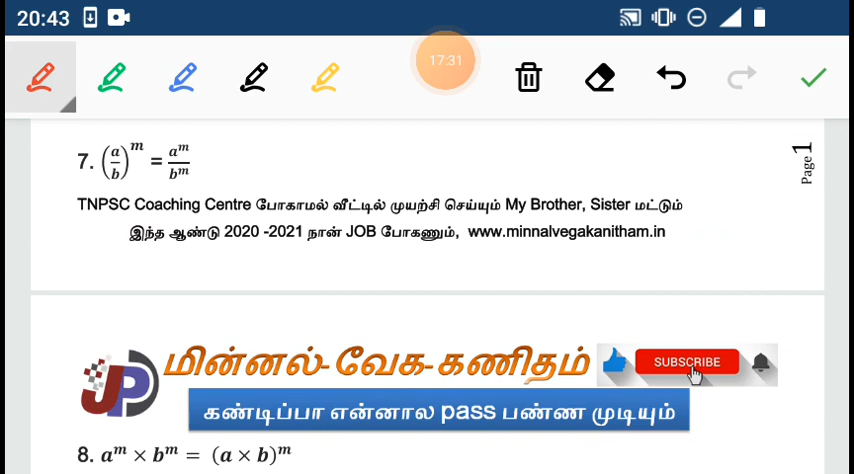 20:43
17:31
7. (a/b)^m = a^m/b^m
Page 1
TNPSC Coaching Centre போகாமல் வீட்டில் முயற்சி செய்யும் My Brother, Sister மட்டும்
இந்த ஆண்டு 2020 -2021 நான் JOB போகணும், www.minnalvegakanitham.in
JP
மின்னல்-வேக-கணிதம்
SUBSCRIBE
கண்டிப்பா என்னால pass பண்ண முடியும்
8. a^m × b^m = (a × b)^m